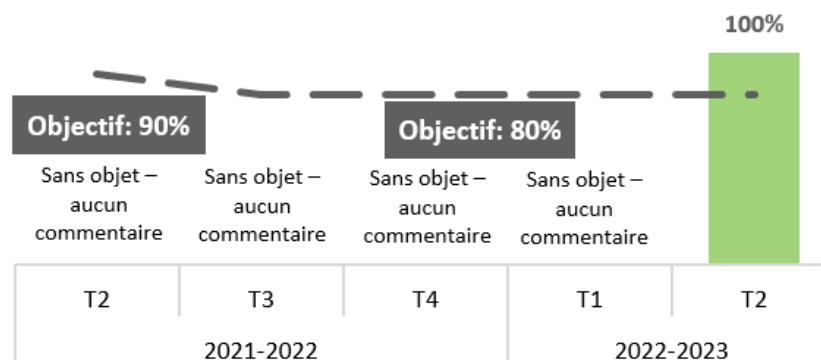 100%
Objectif: 90%
Objectif: 80%
Sans objet –
aucun
commentaire
Sans objet –
aucun
commentaire
Sans objet –
aucun
commentaire
Sans objet –
aucun
commentaire
T2
T3
T4
T1
T2
2021-2022
2022-2023